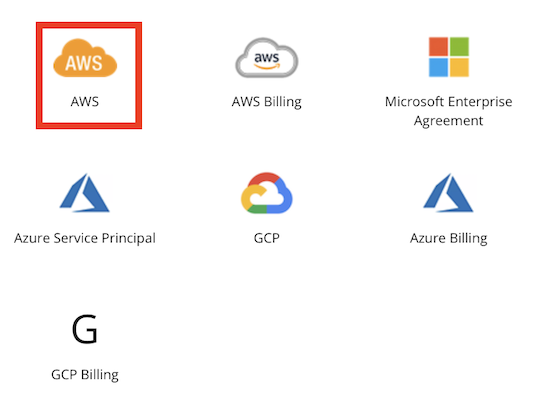 AWS
aws
AWS
AWS Billing
Microsoft Enterprise
Agreement
Azure Service Principal
GCP
Azure Billing
G
GCP Billing